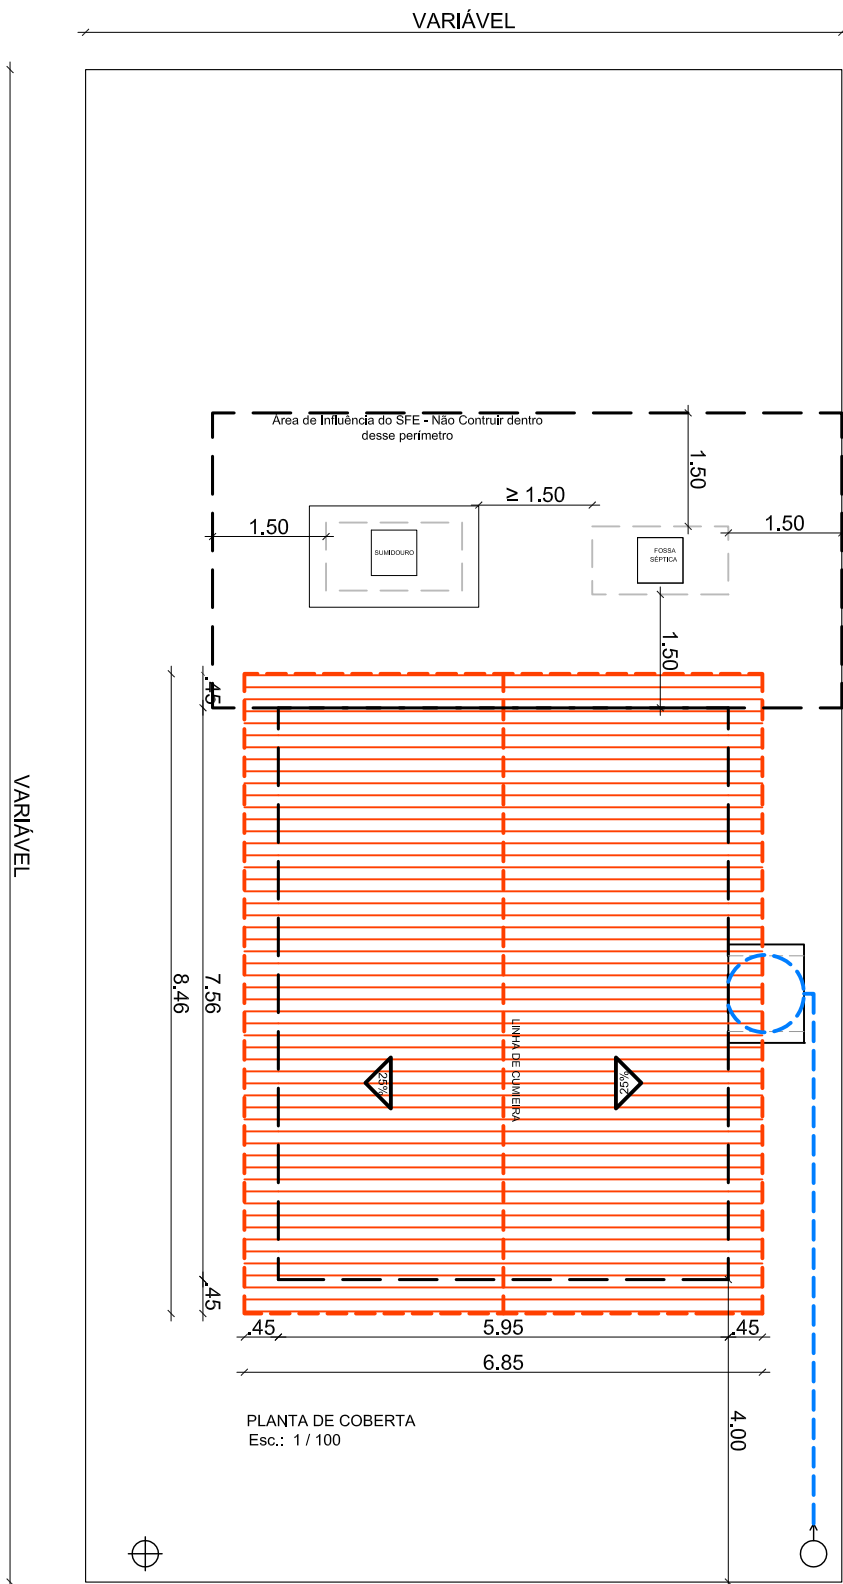 VARIÁVEL
Área de Influência do SFE - Não Contruir dentro
desse perímetro
1.50
≥ 1.50
1.50
1.50
SUMIDOURO
FOSSA
SÉPTICA
1.50
.45
VARIÁVEL
7.56
8.46
LINHA DE CUMIEIRA
25%
25%
.45
.45
5.95
.45
6.85
4.00
PLANTA DE COBERTA
Esc.: 1 / 100